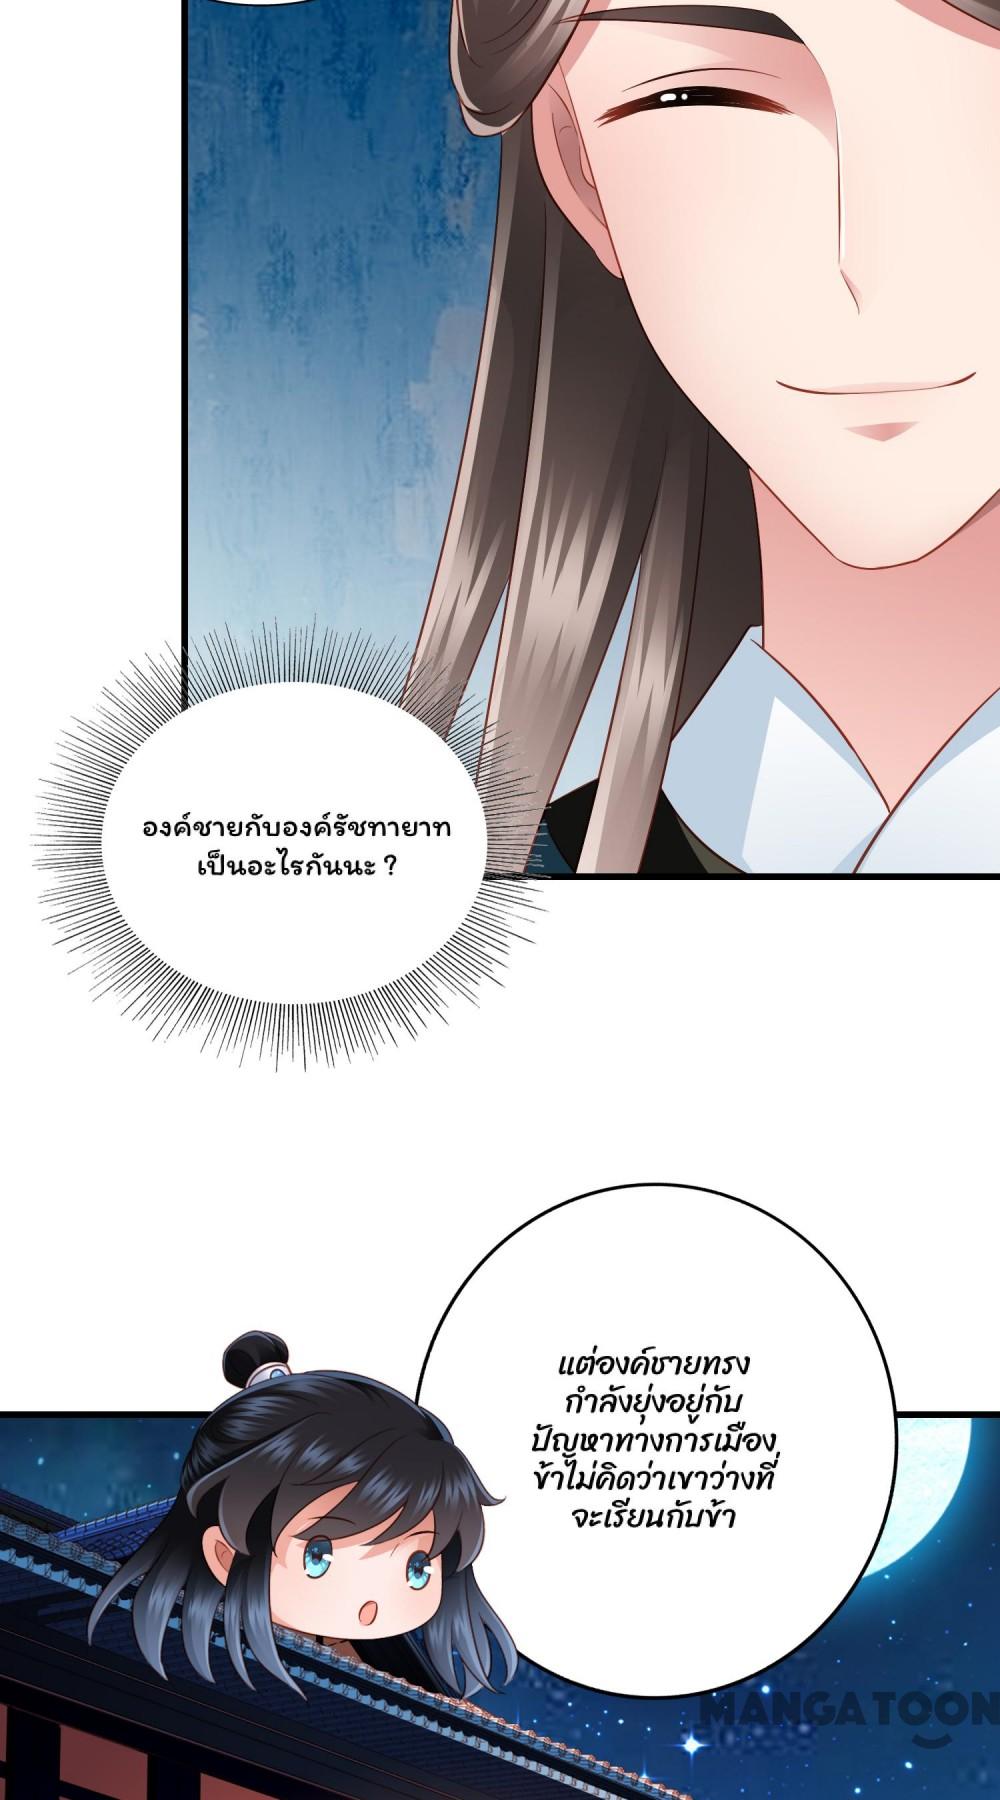 องค์ชายกับองค์รัชทายาท
เป็นอะไรกันนะ ?
แต่องค์ชายทรง
กำลังยุ่งอยู่กับ
ปัญหาทางการเมือง
ข้าไม่คิดว่าเขาว่างที่
จะเรียนกับข้า
MANGATOON